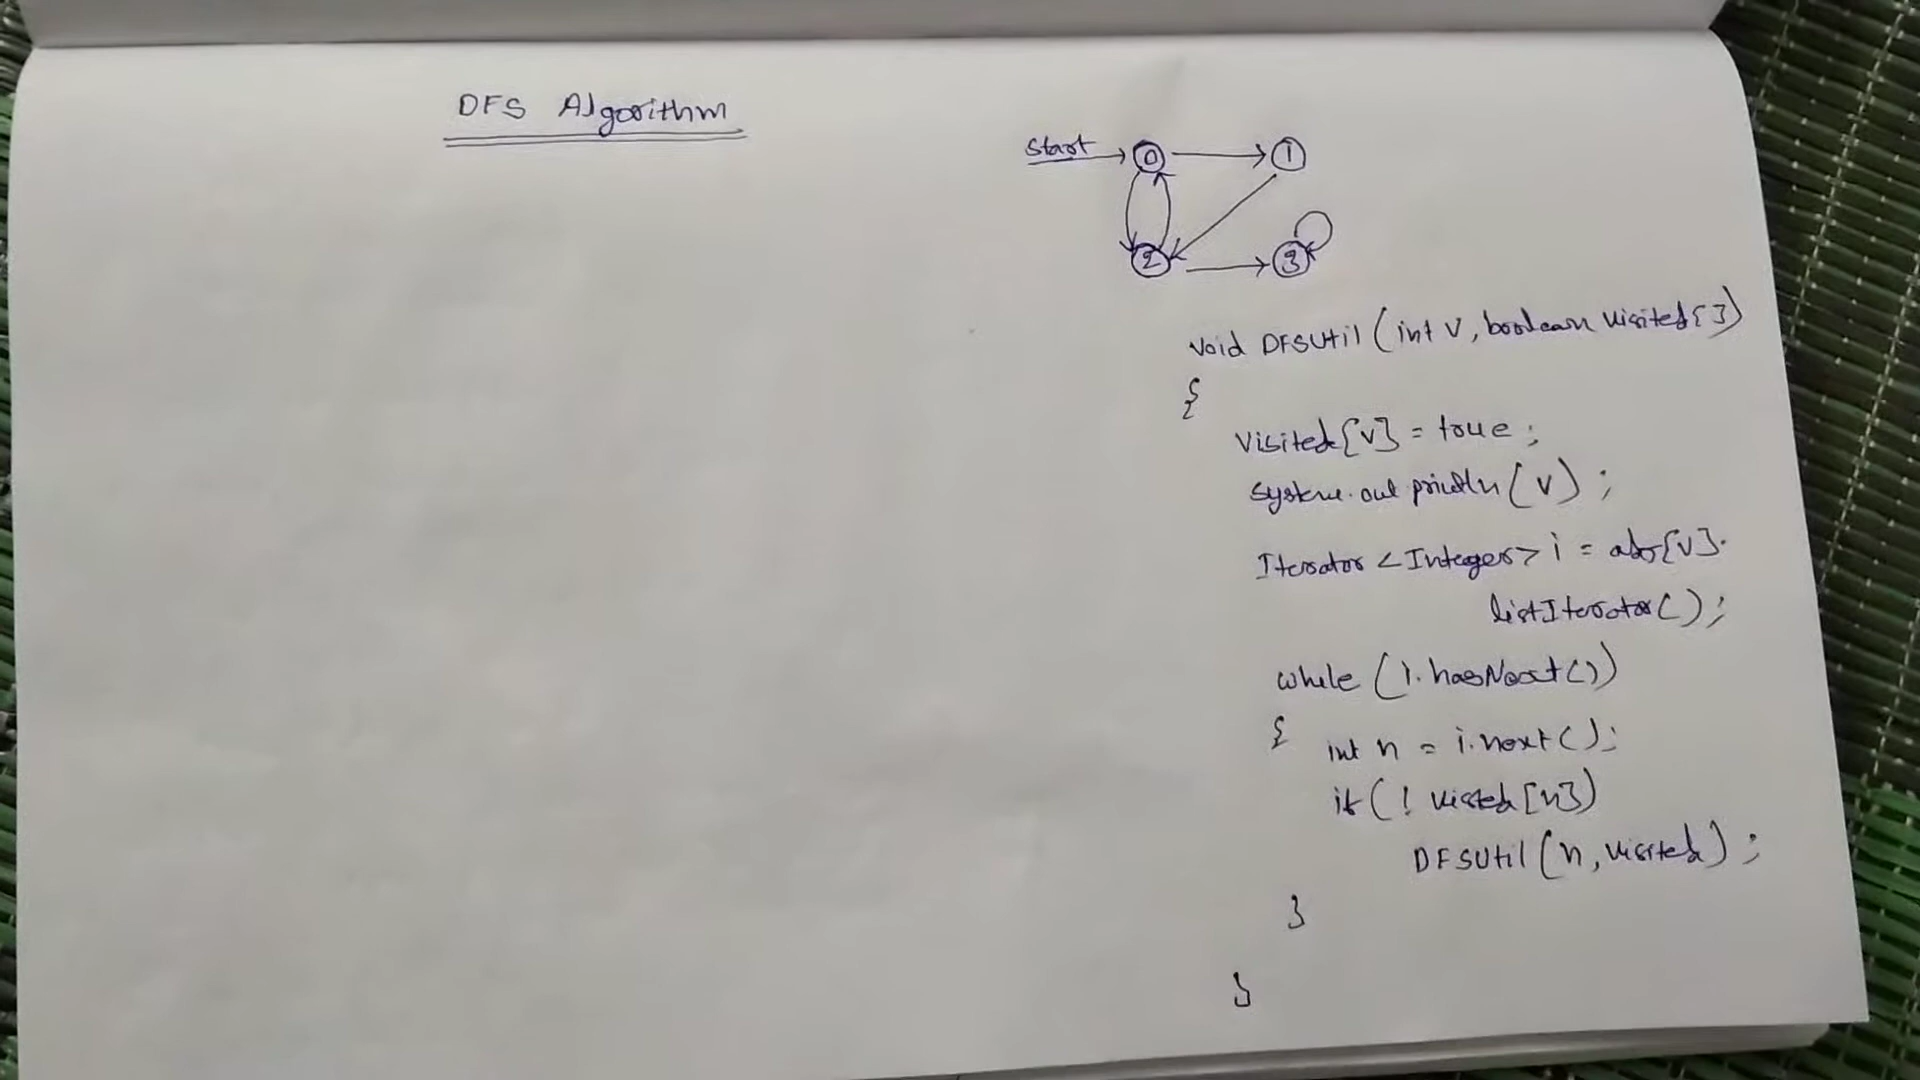 DFS Algorithm
Start
0
1
2
3
void DFSUtil (int v, boolean visited[])
{
visited[v] = true;
System.out.println(v);
Iterator <Integer> i = adj[v].
listIterator();
while (i.hasNext())
{ int n = i.next();
if (! visited[n])
DFSUtil (n, visited);
}
}